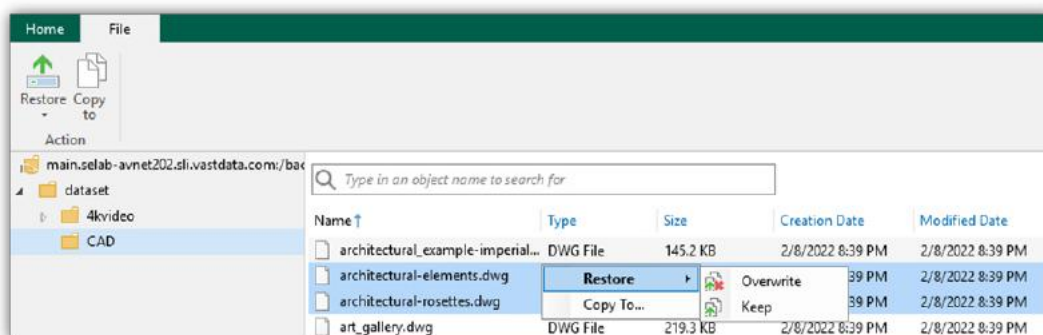 Home File
Restore Copy to
Action
main.selab-avnet202.sli.vastdata.com:/bac
dataset
4kvideo
CAD
Type in an object name to search for
Name Type Size Creation Date Modified Date
architectural_example-imperial... DWG File 145.2 KB 2/8/2022 8:39 PM 2/8/2022 8:39 PM
architectural-elements.dwg Restore Overwrite 39 PM 2/8/2022 8:39 PM
architectural-rosettes.dwg Copy To... Keep 39 PM 2/8/2022 8:39 PM
art_gallery.dwg DWG File 219.3 KB 2/8/2022 8:39 PM 2/8/2022 8:39 PM